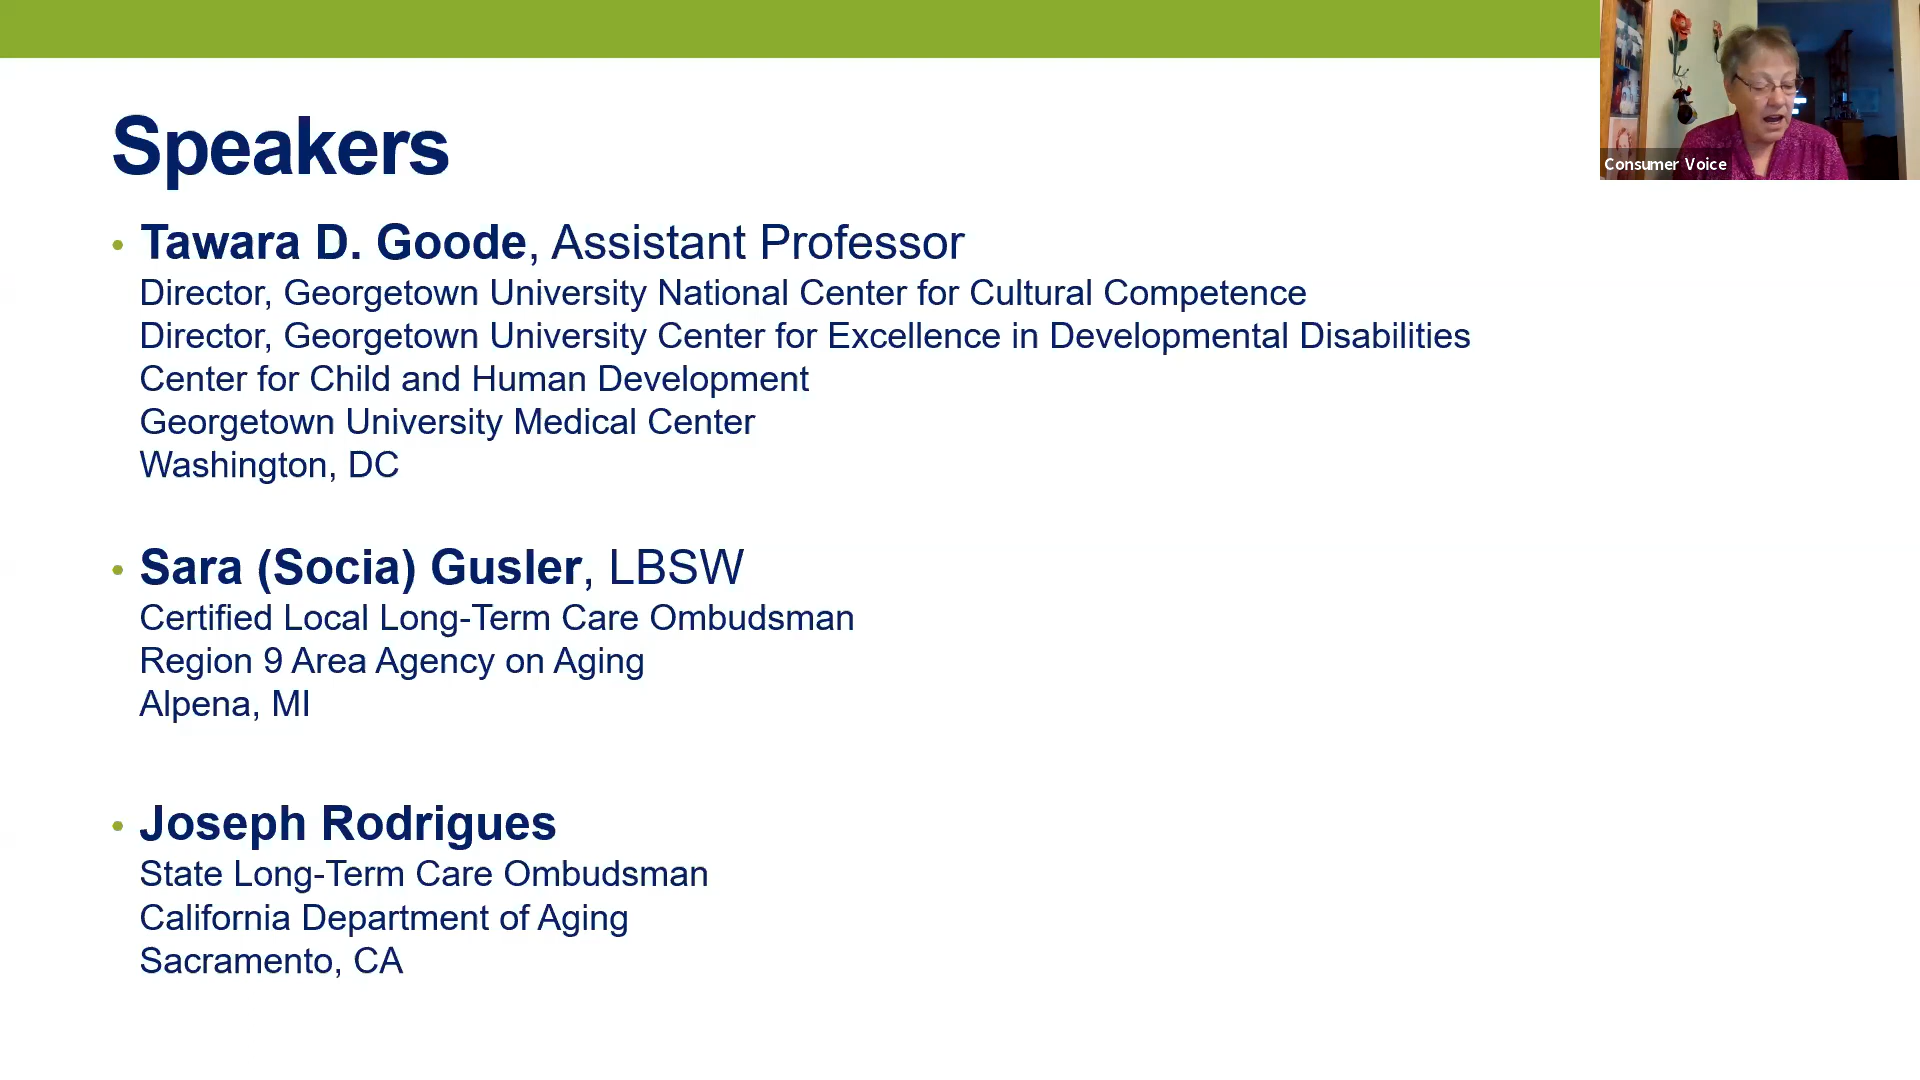 Speakers
• Tawara D. Goode, Assistant Professor
Director, Georgetown University National Center for Cultural Competence
Director, Georgetown University Center for Excellence in Developmental Disabilities
Center for Child and Human Development
Georgetown University Medical Center
Washington, DC
• Sara (Socia) Gusler, LBSW
Certified Local Long-Term Care Ombudsman
Region 9 Area Agency on Aging
Alpena, MI
• Joseph Rodrigues
State Long-Term Care Ombudsman
California Department of Aging
Sacramento, CA
Consumer Voice